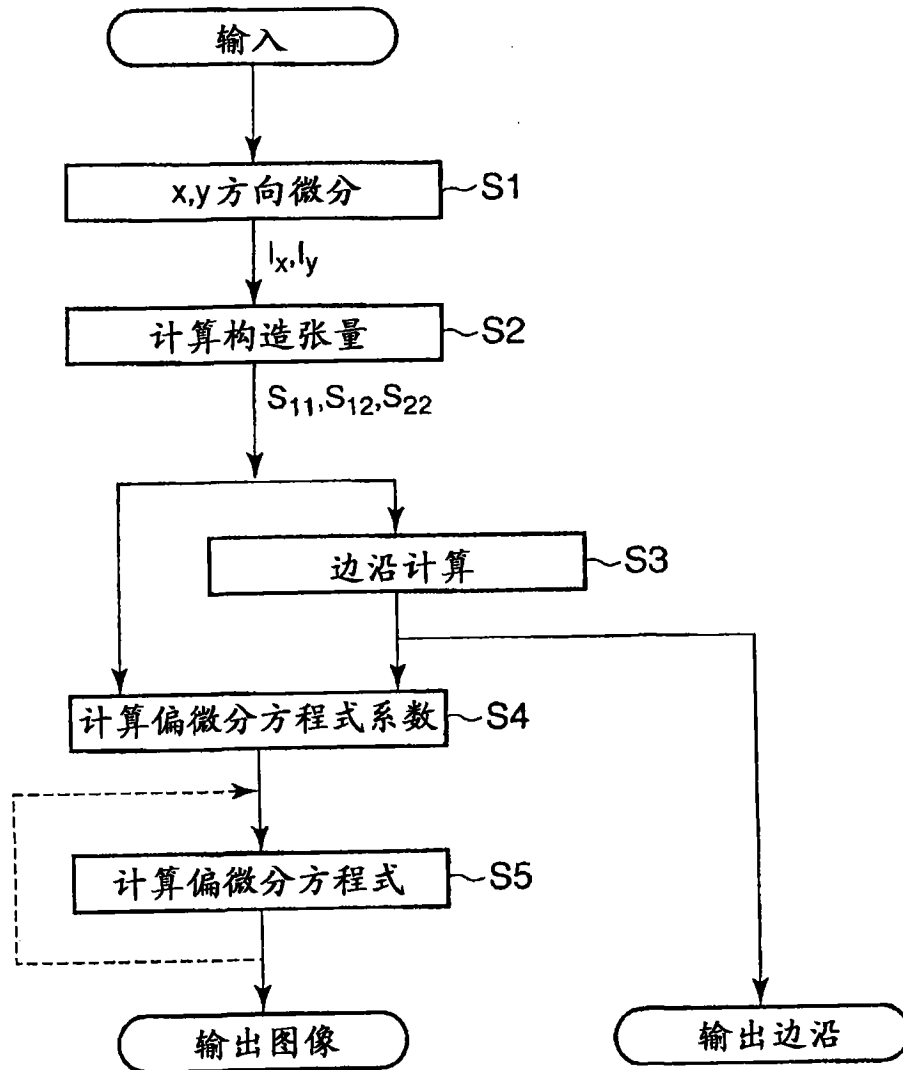 输入
x,y 方向微分 S1
Ix,Iy
计算构造张量 S2
S11,S12,S22
边沿计算 S3
计算偏微分方程式系数 S4
计算偏微分方程式 S5
输出图像 输出边沿